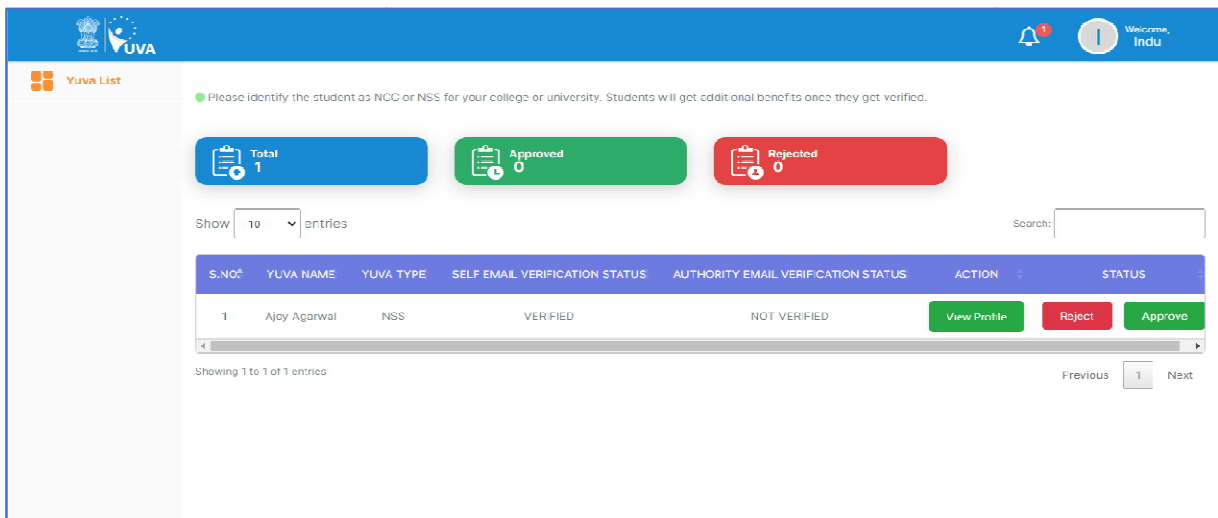 YUVA
1
I
Welcome,
Indu
Yuva List
Please identify the student as NCC or NSS for your college or university. Students will get additional benefits once they get verified.
Total
1
Approved
0
Rejected
0
Show 10 entries
Search:
S.NO. YUVA NAME YUVA TYPE SELF EMAIL VERIFICATION STATUS AUTHORITY EMAIL VERIFICATION STATUS ACTION STATUS
1 Ajoy Agarwal NSS VERIFIED NOT VERIFIED View Profile Reject Approve
Showing 1 to 1 of 1 entries
Previous 1 Next